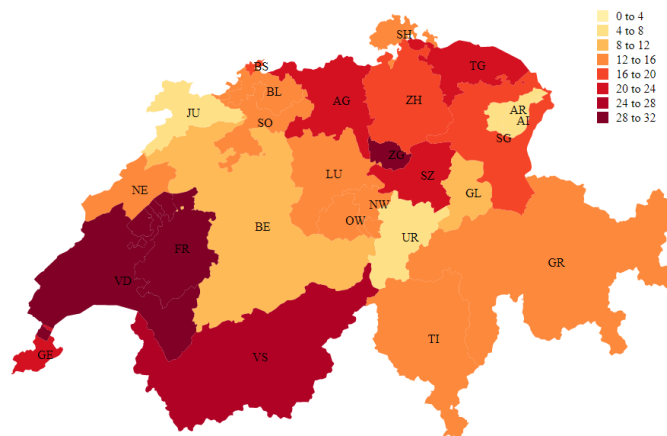 0 to 4
4 to 8
8 to 12
12 to 16
16 to 20
20 to 24
24 to 28
28 to 32
SH
BS
TG
BL
AG
ZH
JU
AR
AI
SO
SG
ZG
LU
SZ
NE
GL
NW
OW
BE
UR
FR
GR
VD
TI
GE
VS